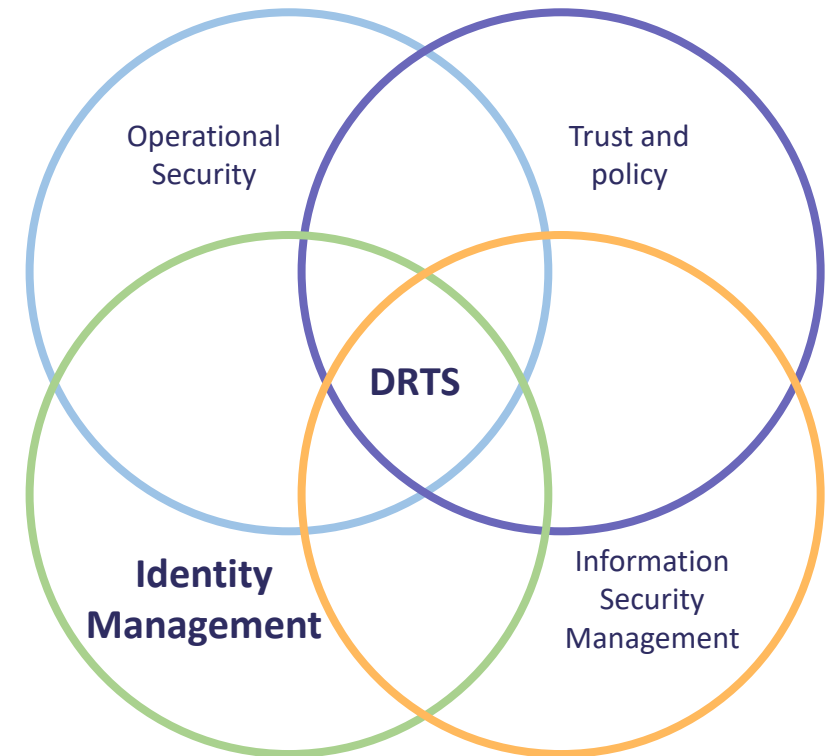 Operational
Security
Trust and
policy
DRTS
Identity
Management
Information
Security
Management